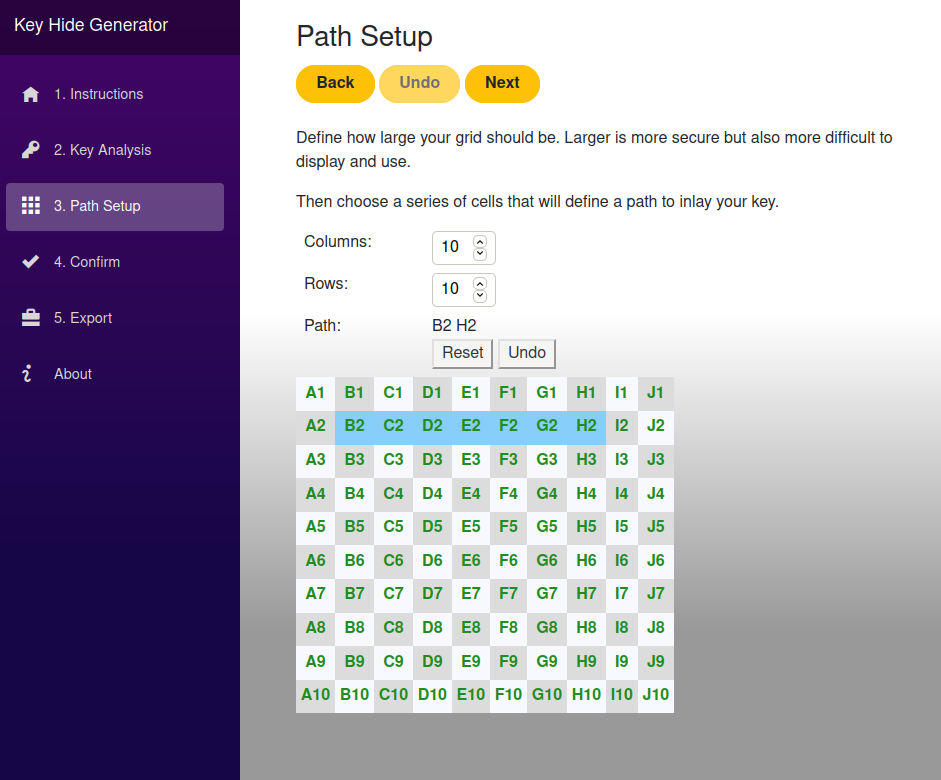 Key Hide Generator
1. Instructions
2. Key Analysis
3. Path Setup
4. Confirm
5. Export
About
Path Setup
Back Undo Next
Define how large your grid should be. Larger is more secure but also more difficult to
display and use.
Then choose a series of cells that will define a path to inlay your key.
Columns: 10
Rows: 10
Path: B2 H2
Reset Undo
A1 B1 C1 D1 E1 F1 G1 H1 I1 J1
A2 B2 C2 D2 E2 F2 G2 H2 I2 J2
A3 B3 C3 D3 E3 F3 G3 H3 I3 J3
A4 B4 C4 D4 E4 F4 G4 H4 I4 J4
A5 B5 C5 D5 E5 F5 G5 H5 I5 J5
A6 B6 C6 D6 E6 F6 G6 H6 I6 J6
A7 B7 C7 D7 E7 F7 G7 H7 I7 J7
A8 B8 C8 D8 E8 F8 G8 H8 I8 J8
A9 B9 C9 D9 E9 F9 G9 H9 I9 J9
A10 B10 C10 D10 E10 F10 G10 H10 I10 J10